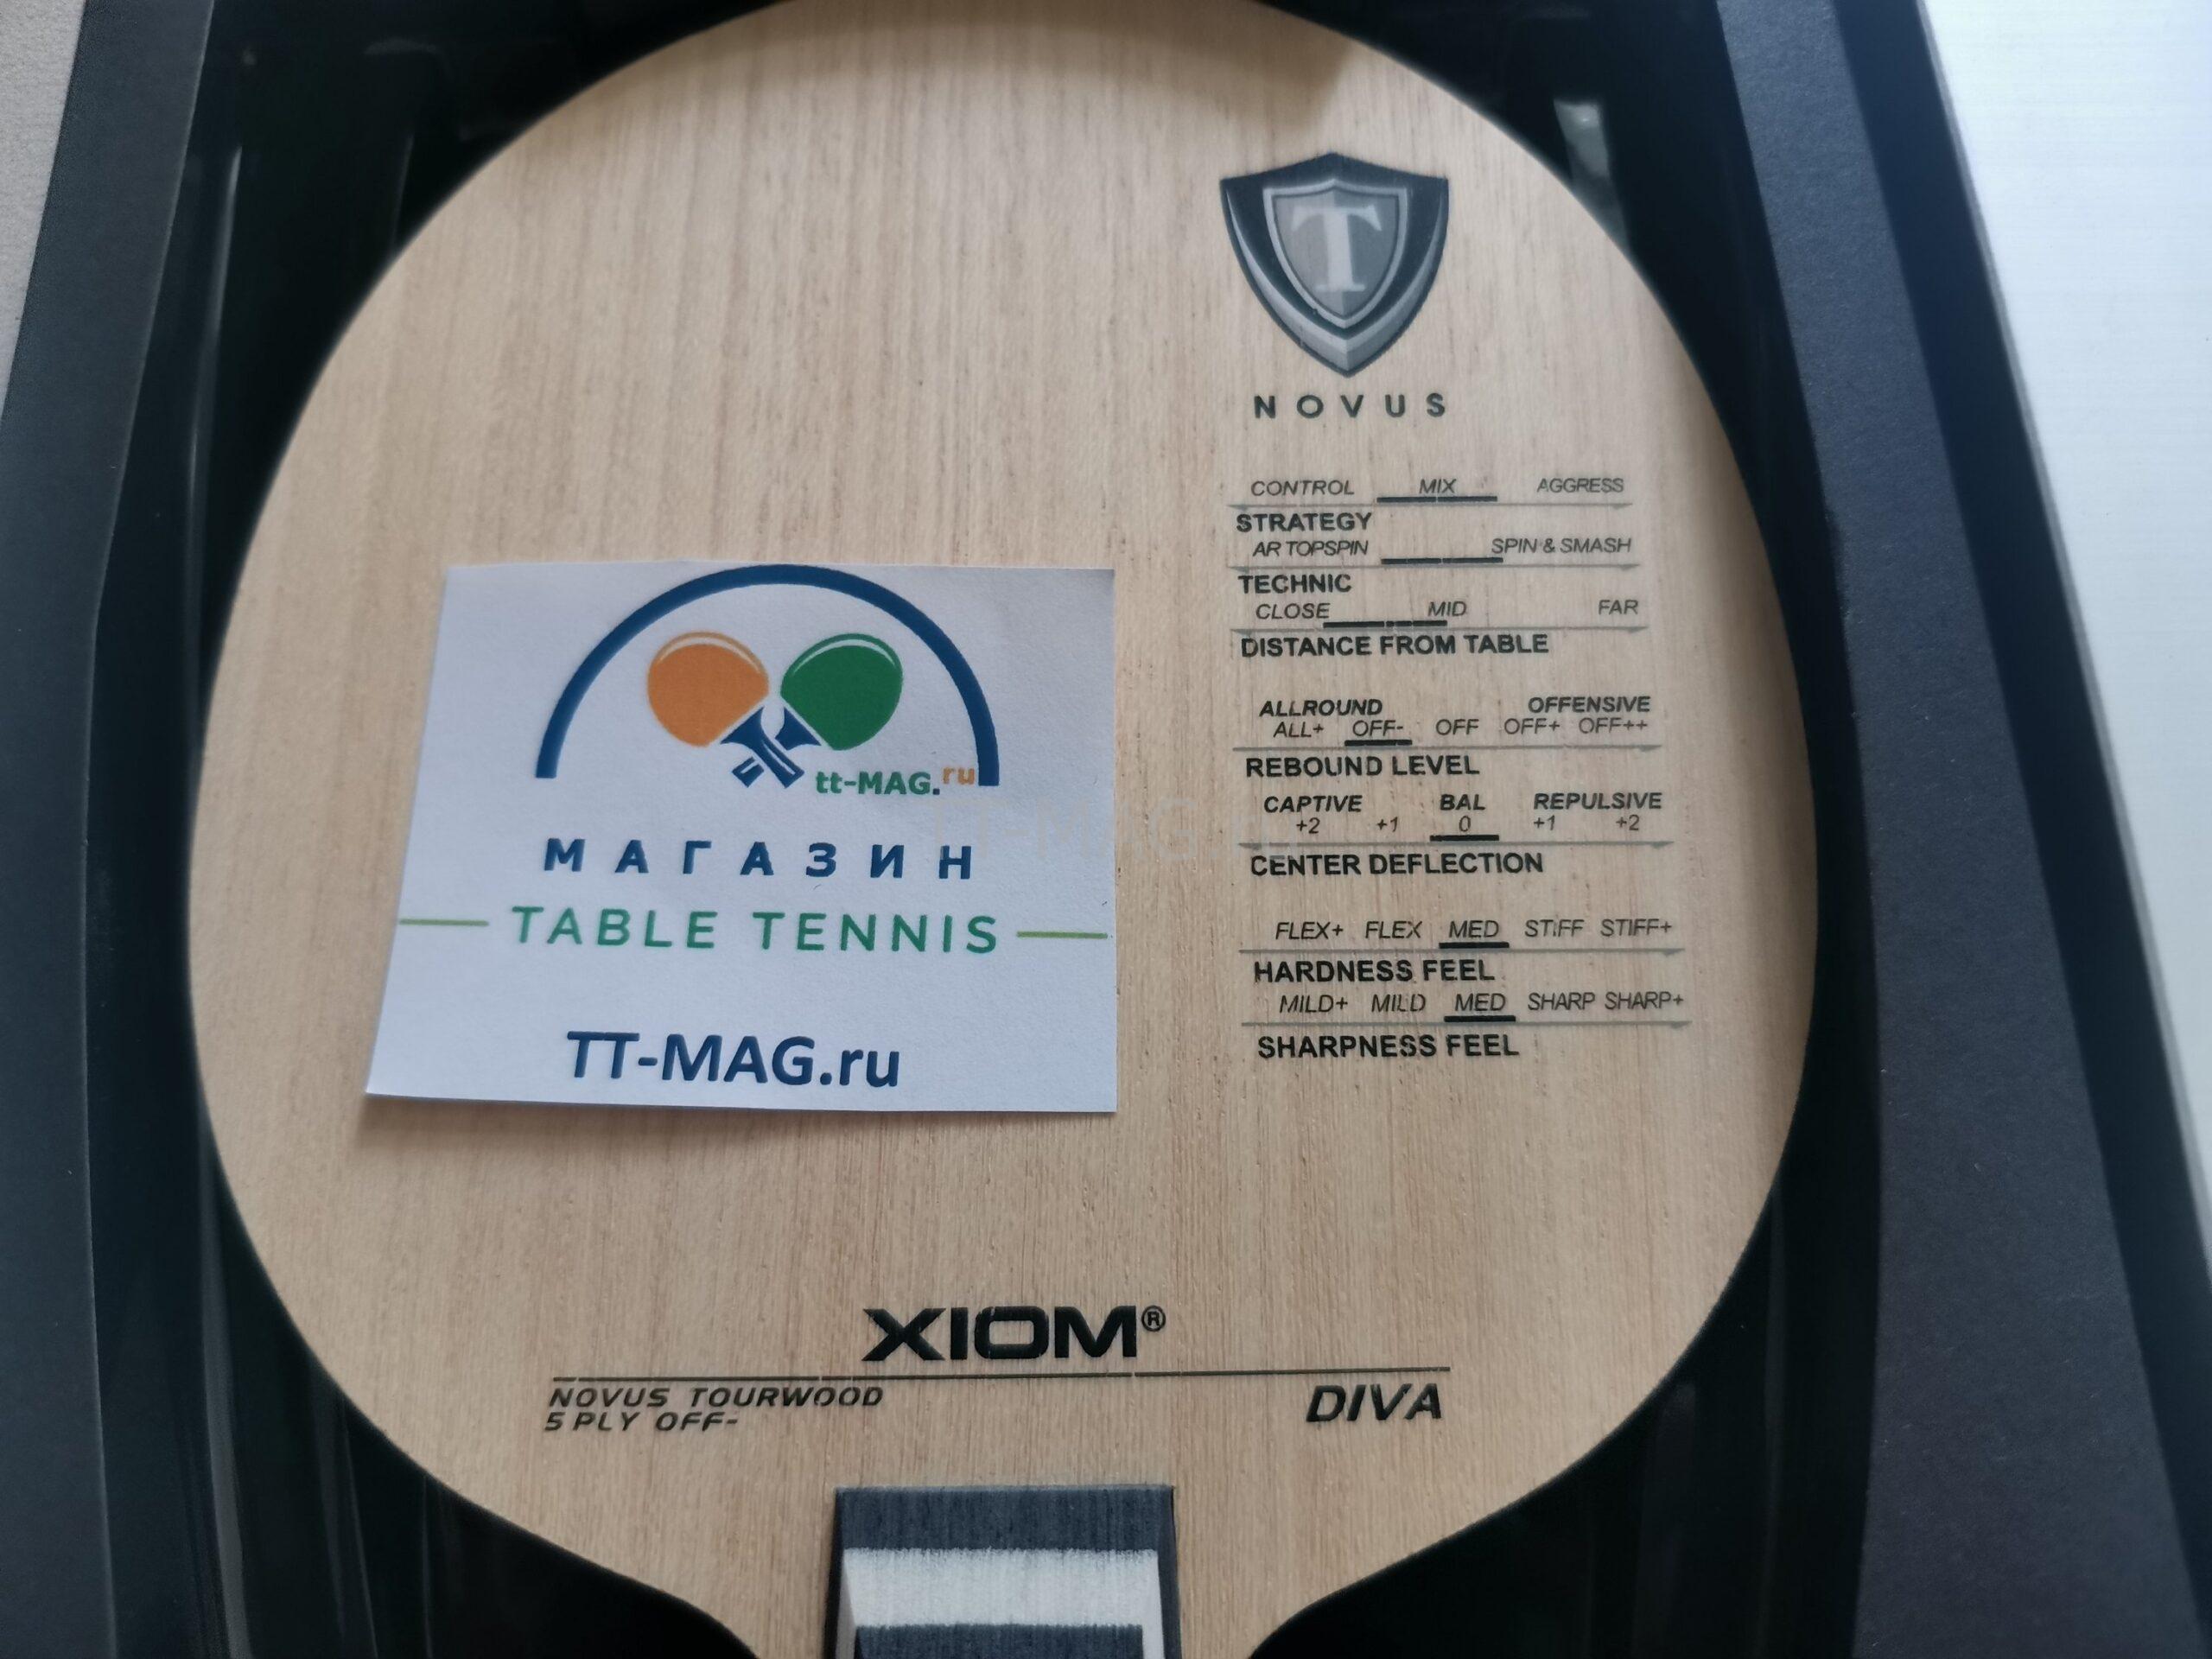 T
NOVUS
CONTROL MIX AGGRESS
STRATEGY
AR TOPSPIN SPIN & SMASH
TECHNIC
CLOSE MID FAR
DISTANCE FROM TABLE
ALLROUND OFFENSIVE
ALL+ OFF- OFF OFF+ OFF++
REBOUND LEVEL
CAPTIVE BAL REPULSIVE
+2 +1 0 +1 +2
CENTER DEFLECTION
FLEX+ FLEX MED STIFF STIFF+
HARDNESS FEEL
MILD+ MILD MED SHARP SHARP+
SHARPNESS FEEL
tt-MAG.ru
МАГАЗИН
TABLE TENNIS
TT-MAG.ru
XIOM®
NOVUS TOURWOOD
5 PLY OFF-
DIVA